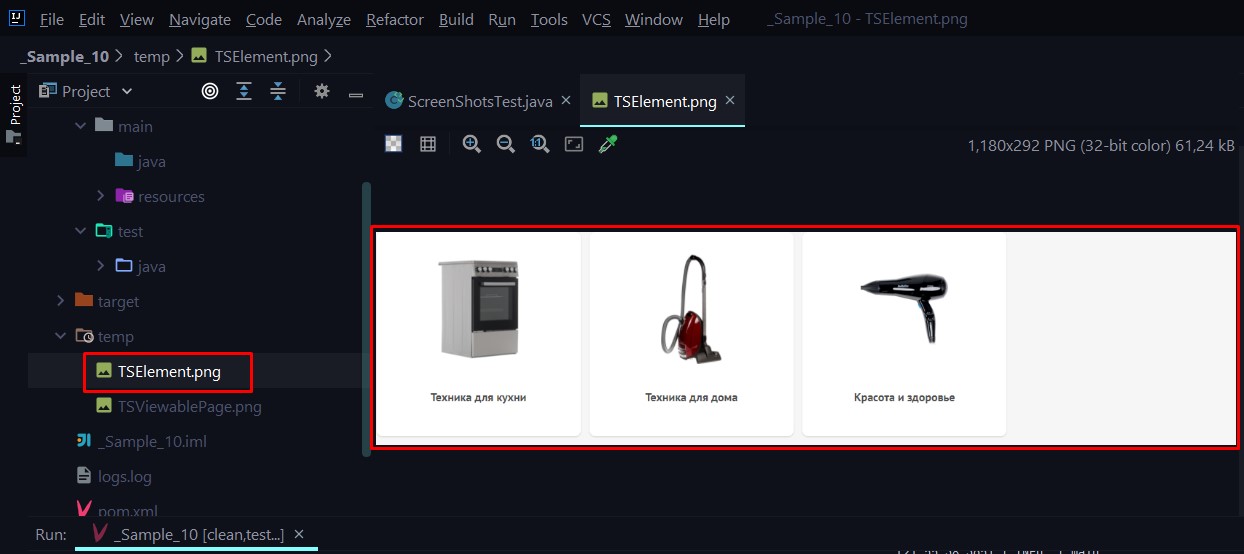 File Edit View Navigate Code Analyze Refactor Build Run Tools VCS Window Help _Sample_10 - TSElement.png
_Sample_10 temp TSElement.png
Project
Project
ScreenShotsTest.java TSElement.png
1:1
1,180x292 PNG (32-bit color) 61,24 kB
main
java
resources
test
java
target
temp
TSElement.png
TSViewablePage.png
_Sample_10.iml
logs.log
pom.xml
Техника для кухни
Техника для дома
Красота и здоровье
Run: _Sample_10 [clean,test...]